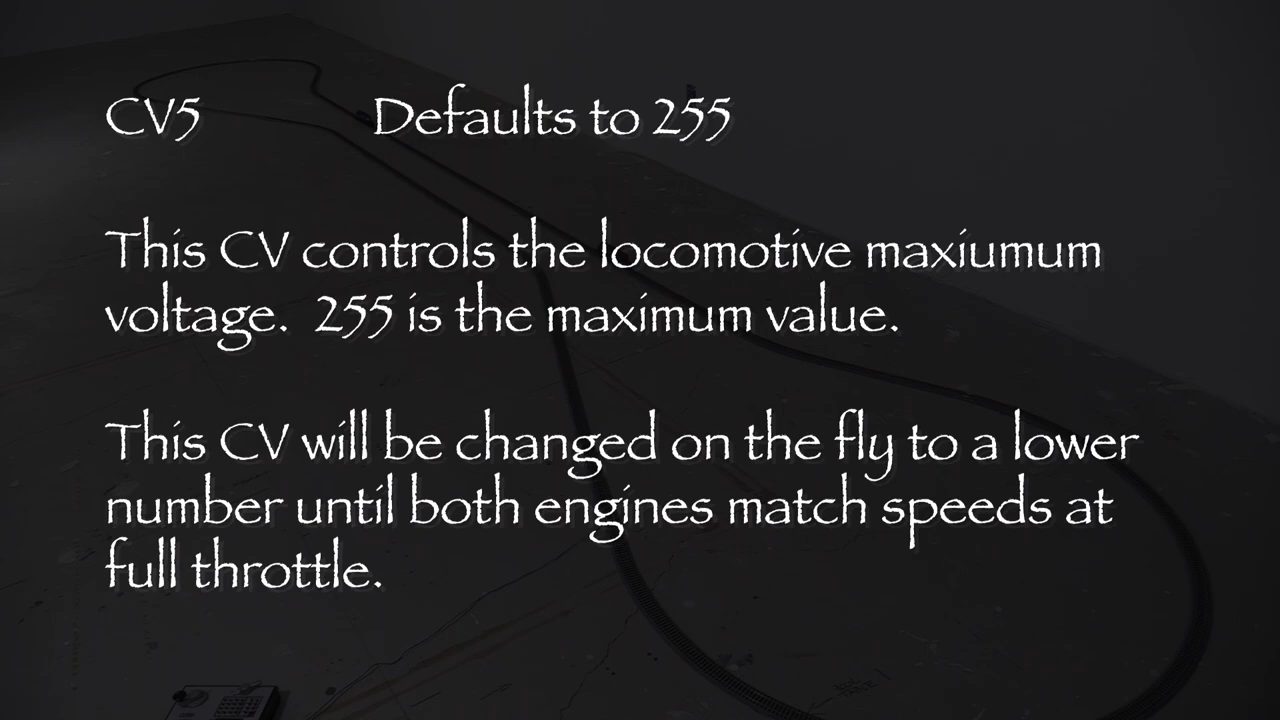 CV5 Defaults to 255
This CV controls the locomotive maxiumum
voltage. 255 is the maximum value.
This CV will be changed on the fly to a lower
number until both engines match speeds at
full throttle.